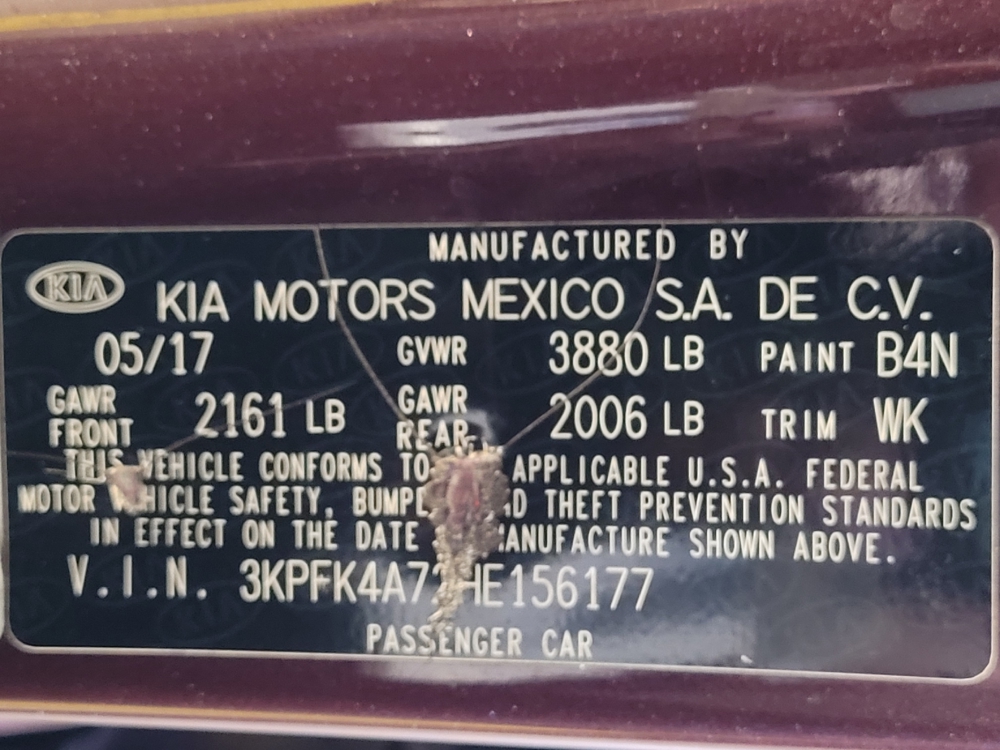 MANUFACTURED BY
KIA
KIA MOTORS MEXICO S.A. DE C.V.
05/17 GVWR 3880 LB PAINT B4N
GAWR FRONT 2161 LB GAWR REAR 2006 LB TRIM WK
THIS VEHICLE CONFORMS TO APPLICABLE U.S.A. FEDERAL
MOTOR VEHICLE SAFETY, THEFT PREVENTION STANDARDS
IN EFFECT ON THE DATE MANUFACTURE SHOWN ABOVE.
V.I.N. 3KPFK4A72HE156177
PASSENGER CAR